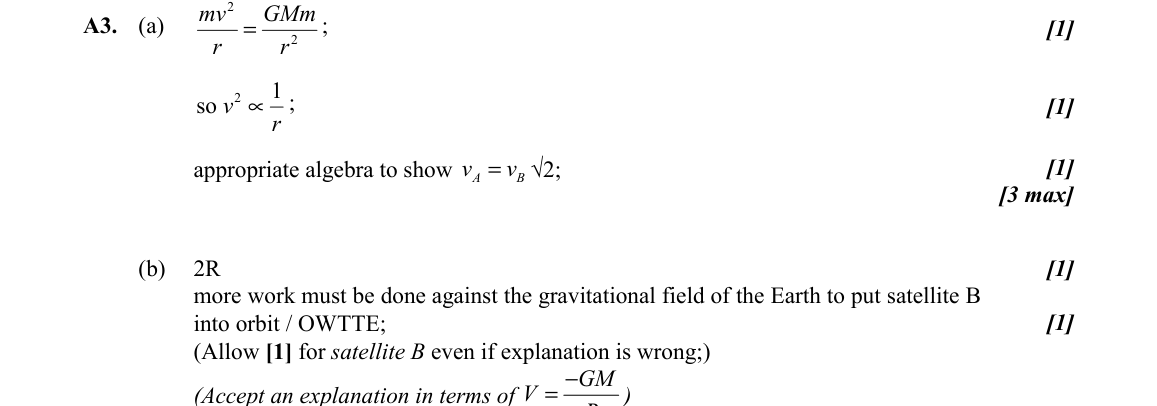 A3. (a) mv²/r = GMm/r² ; [1]
so v² ∝ 1/r ; [1]
appropriate algebra to show v_A = v_B √2; [1]
[3 max]
(b) 2R [1]
more work must be done against the gravitational field of the Earth to put satellite B
into orbit / OWTTE; [1]
(Allow [1] for satellite B even if explanation is wrong;)
(Accept an explanation in terms of V = −GM/ )